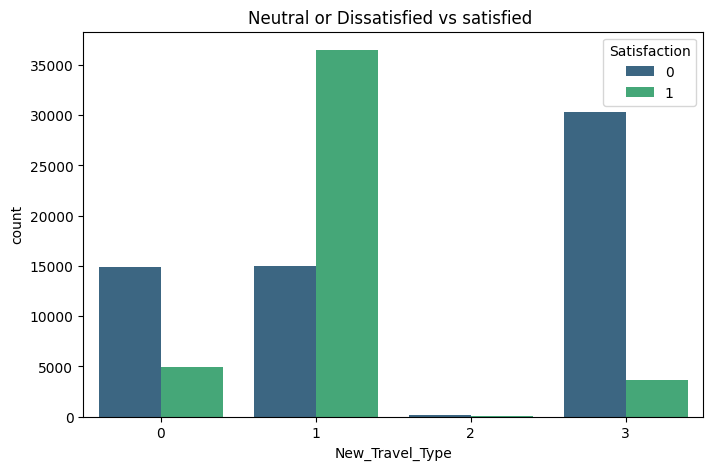 Neutral or Dissatisfied vs satisfied
Satisfaction
0
1
35000
30000
25000
20000
15000
10000
5000
0
count
0 1 2 3
New_Travel_Type